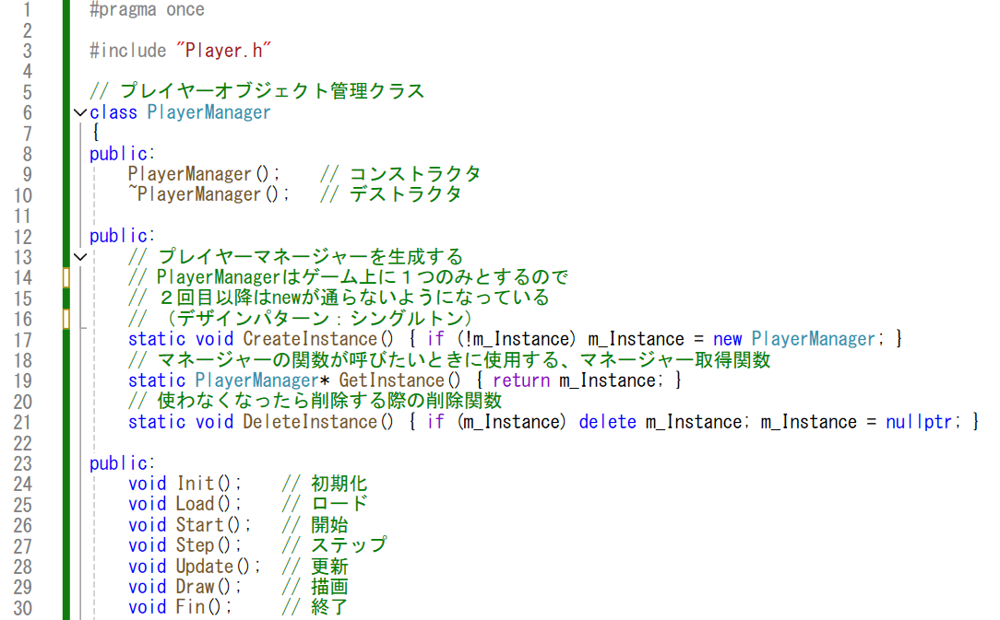 1 #pragma once
2
3 #include "Player.h"
4
5 // プレイヤーオブジェクト管理クラス
6 class PlayerManager
7 {
8 public:
9 PlayerManager(); // コンストラクタ
10 ~PlayerManager(); // デストラクタ
11
12 public:
13 // プレイヤーマネージャーを生成する
14 // PlayerManagerはゲーム上に１つのみとするので
15 // ２回目以降はnewが通らないようになっている
16 // （デザインパターン：シングルトン）
17 static void CreateInstance() { if (!m_Instance) m_Instance = new PlayerManager; }
18 // マネージャーの関数が呼びたいときに使用する、マネージャー取得関数
19 static PlayerManager* GetInstance() { return m_Instance; }
20 // 使わなくなったら削除する際の削除関数
21 static void DeleteInstance() { if (m_Instance) delete m_Instance; m_Instance = nullptr; }
22
23 public:
24 void Init(); // 初期化
25 void Load(); // ロード
26 void Start(); // 開始
27 void Step(); // ステップ
28 void Update(); // 更新
29 void Draw(); // 描画
30 void Fin(); // 終了